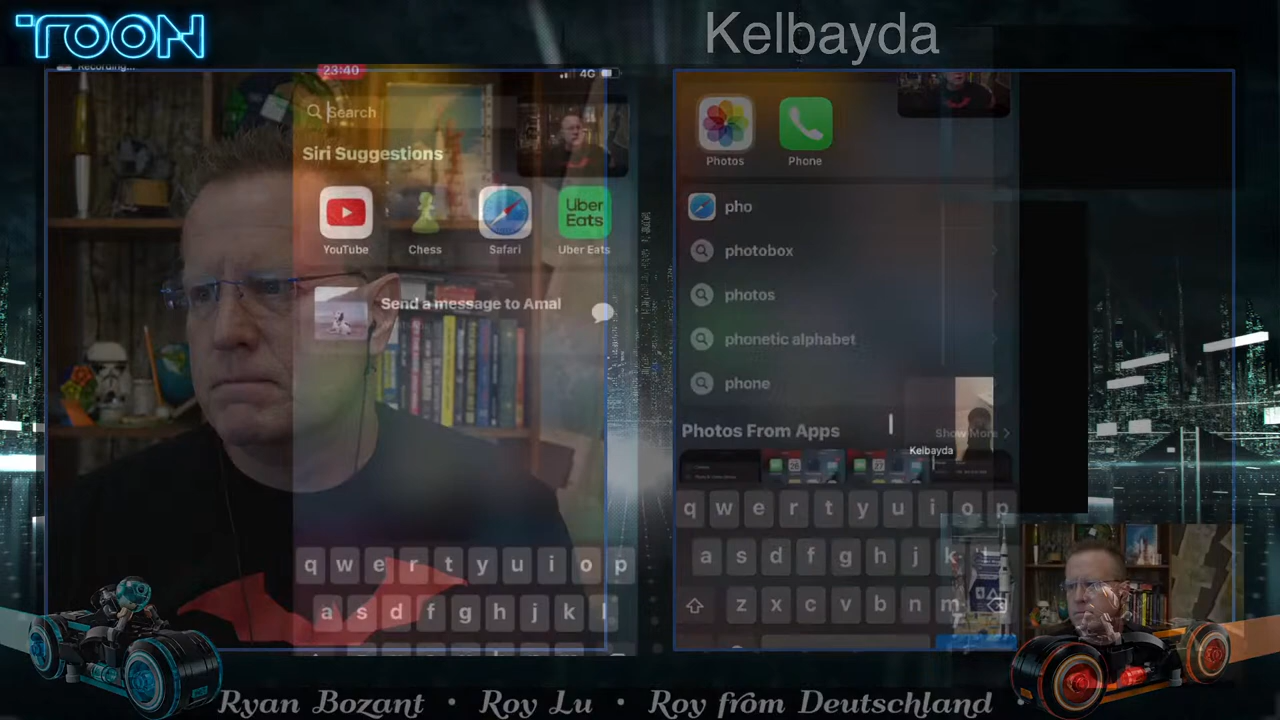 TOON
Kelbayda
Recording...
23:40
4G
Search
Siri Suggestions
YouTube
Chess
Safari
Uber Eats
Uber Eats
Send a message to Amal
q w e r t y u i o p
a s d f g h j k l
Photos
Phone
pho
photobox
photos
phonetic alphabet
phone
Photos From Apps
Show More
Kelbayda
q w e r t y u i o p
a s d f g h j k
z x c v b n m
Ryan Bozant • Roy Lu • Roy from Deutschland •